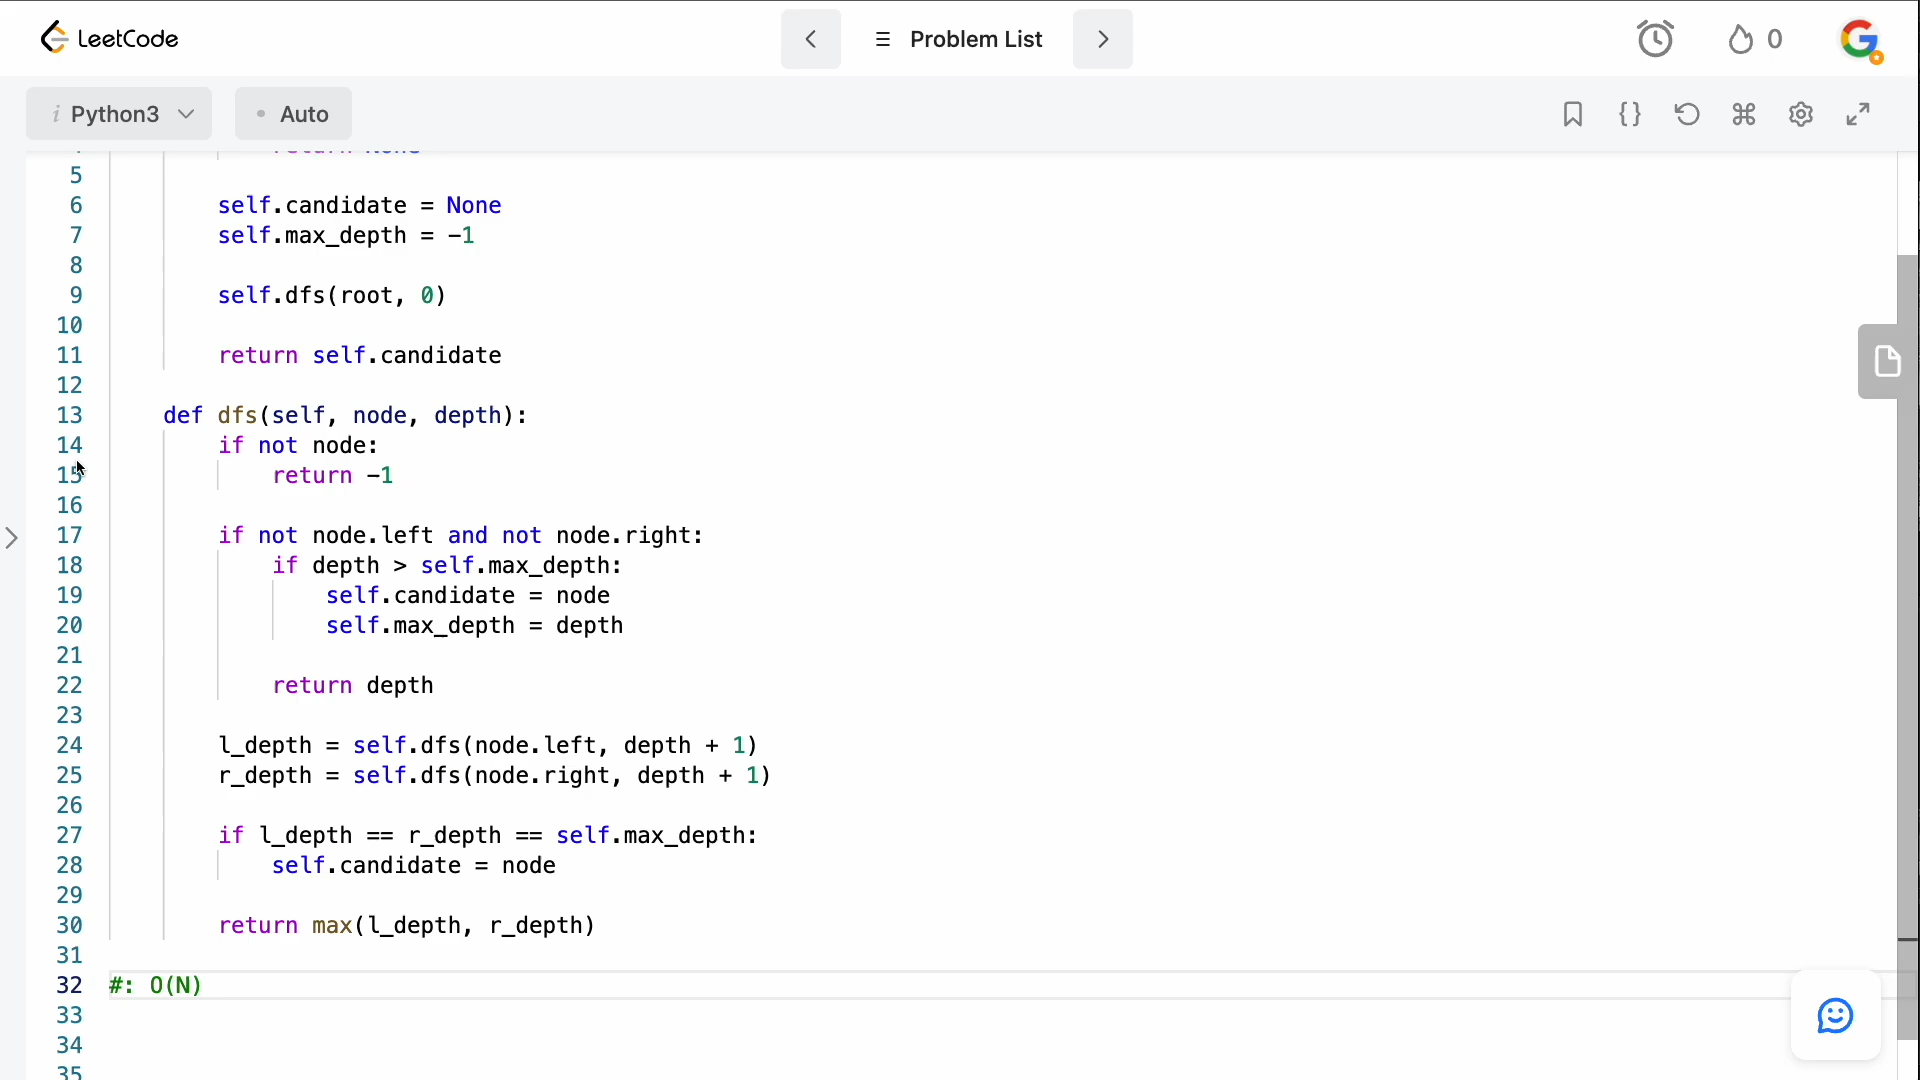 LeetCode
Problem List
0
i Python3
Auto
5
6 self.candidate = None
7 self.max_depth = -1
8
9 self.dfs(root, 0)
10
11 return self.candidate
12
13 def dfs(self, node, depth):
14 if not node:
15 return -1
16
17 if not node.left and not node.right:
18 if depth > self.max_depth:
19 self.candidate = node
20 self.max_depth = depth
21
22 return depth
23
24 l_depth = self.dfs(node.left, depth + 1)
25 r_depth = self.dfs(node.right, depth + 1)
26
27 if l_depth == r_depth == self.max_depth:
28 self.candidate = node
29
30 return max(l_depth, r_depth)
31
32 #: O(N)
33
34
35